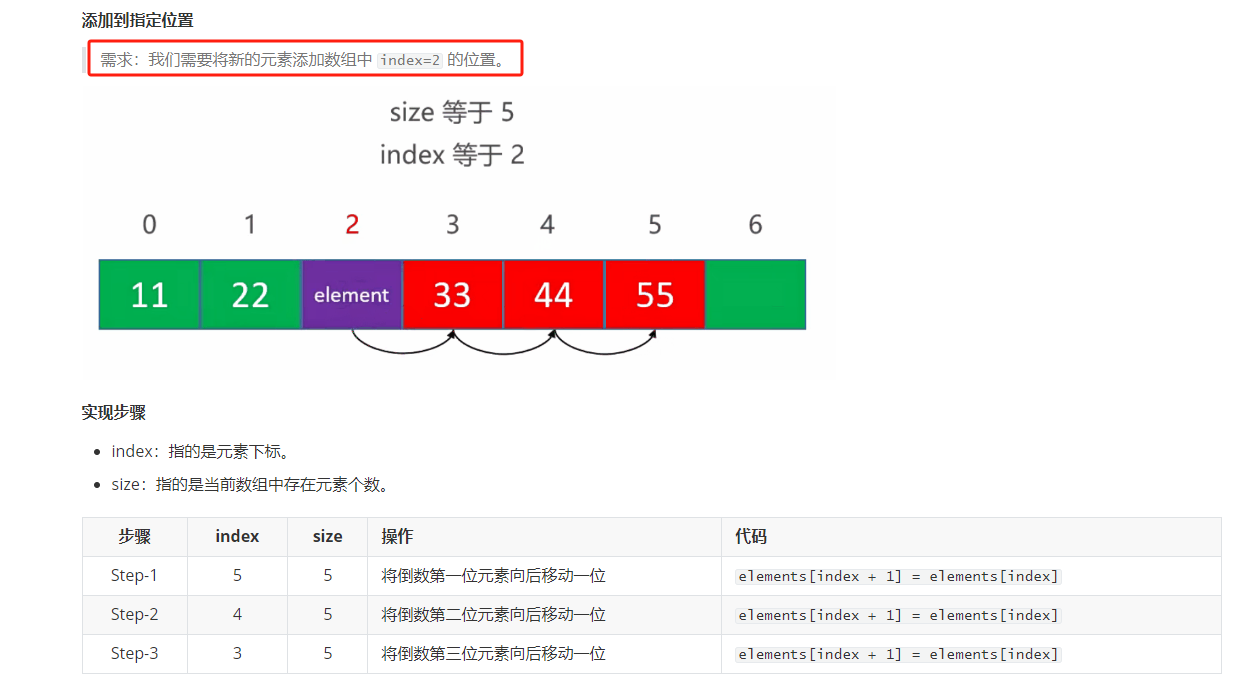 添加到指定位置
需求：我们需要将新的元素添加数组中 index=2 的位置。
size 等于 5
index 等于 2
0 1 2 3 4 5 6
11 22 element 33 44 55
实现步骤
index：指的是元素下标。
size：指的是当前数组中存在元素个数。
步骤 index size 操作 代码
Step-1 5 5 将倒数第一位元素向后移动一位 elements[index + 1] = elements[index]
Step-2 4 5 将倒数第二位元素向后移动一位 elements[index + 1] = elements[index]
Step-3 3 5 将倒数第三位元素向后移动一位 elements[index + 1] = elements[index]